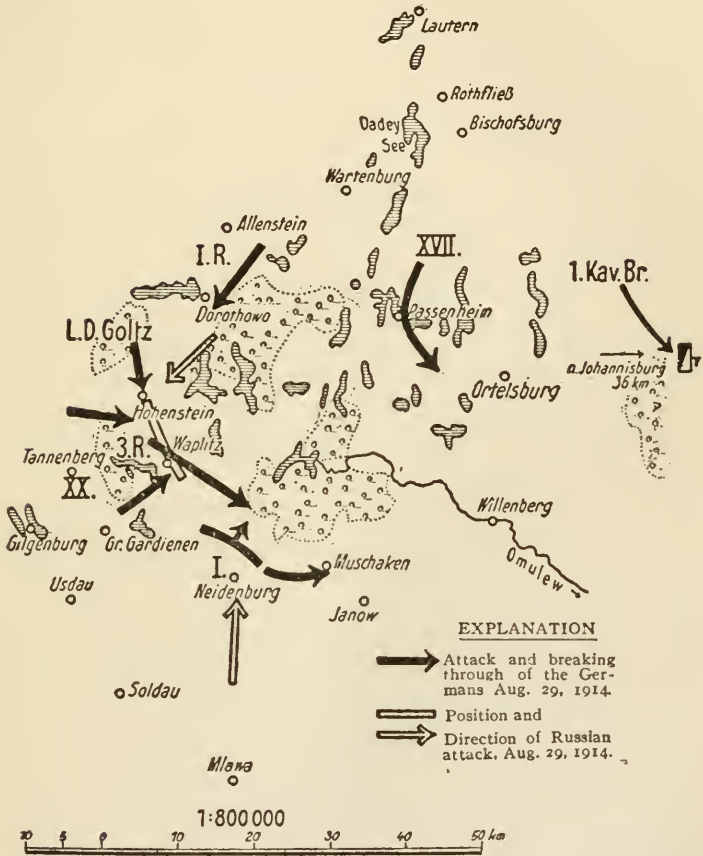 Lautern
Rothfließ
Dadey
See
Bischofsburg
Wartenburg
Allenstein
I.R.
XVII.
1.Kav.Br.
Dorothowo
Passenheim
L.D.Goltz
n.Johannisburg
36 km
Ortelsburg
Hohenstein
3.R.
Waplitz
Tannenberg
XX.
Willenberg
Gilgenburg
Gr.Gardienen
Omulew
Muschaken
I.
Usdau
Neidenburg
Janow
EXPLANATION
Attack and breaking
through of the Ger-
mans Aug. 29, 1914.
Soldau
Position and
Direction of Russian
attack, Aug. 29, 1914.
Mlawa
1:800000
10 5 0 10 20 30 40 50 km